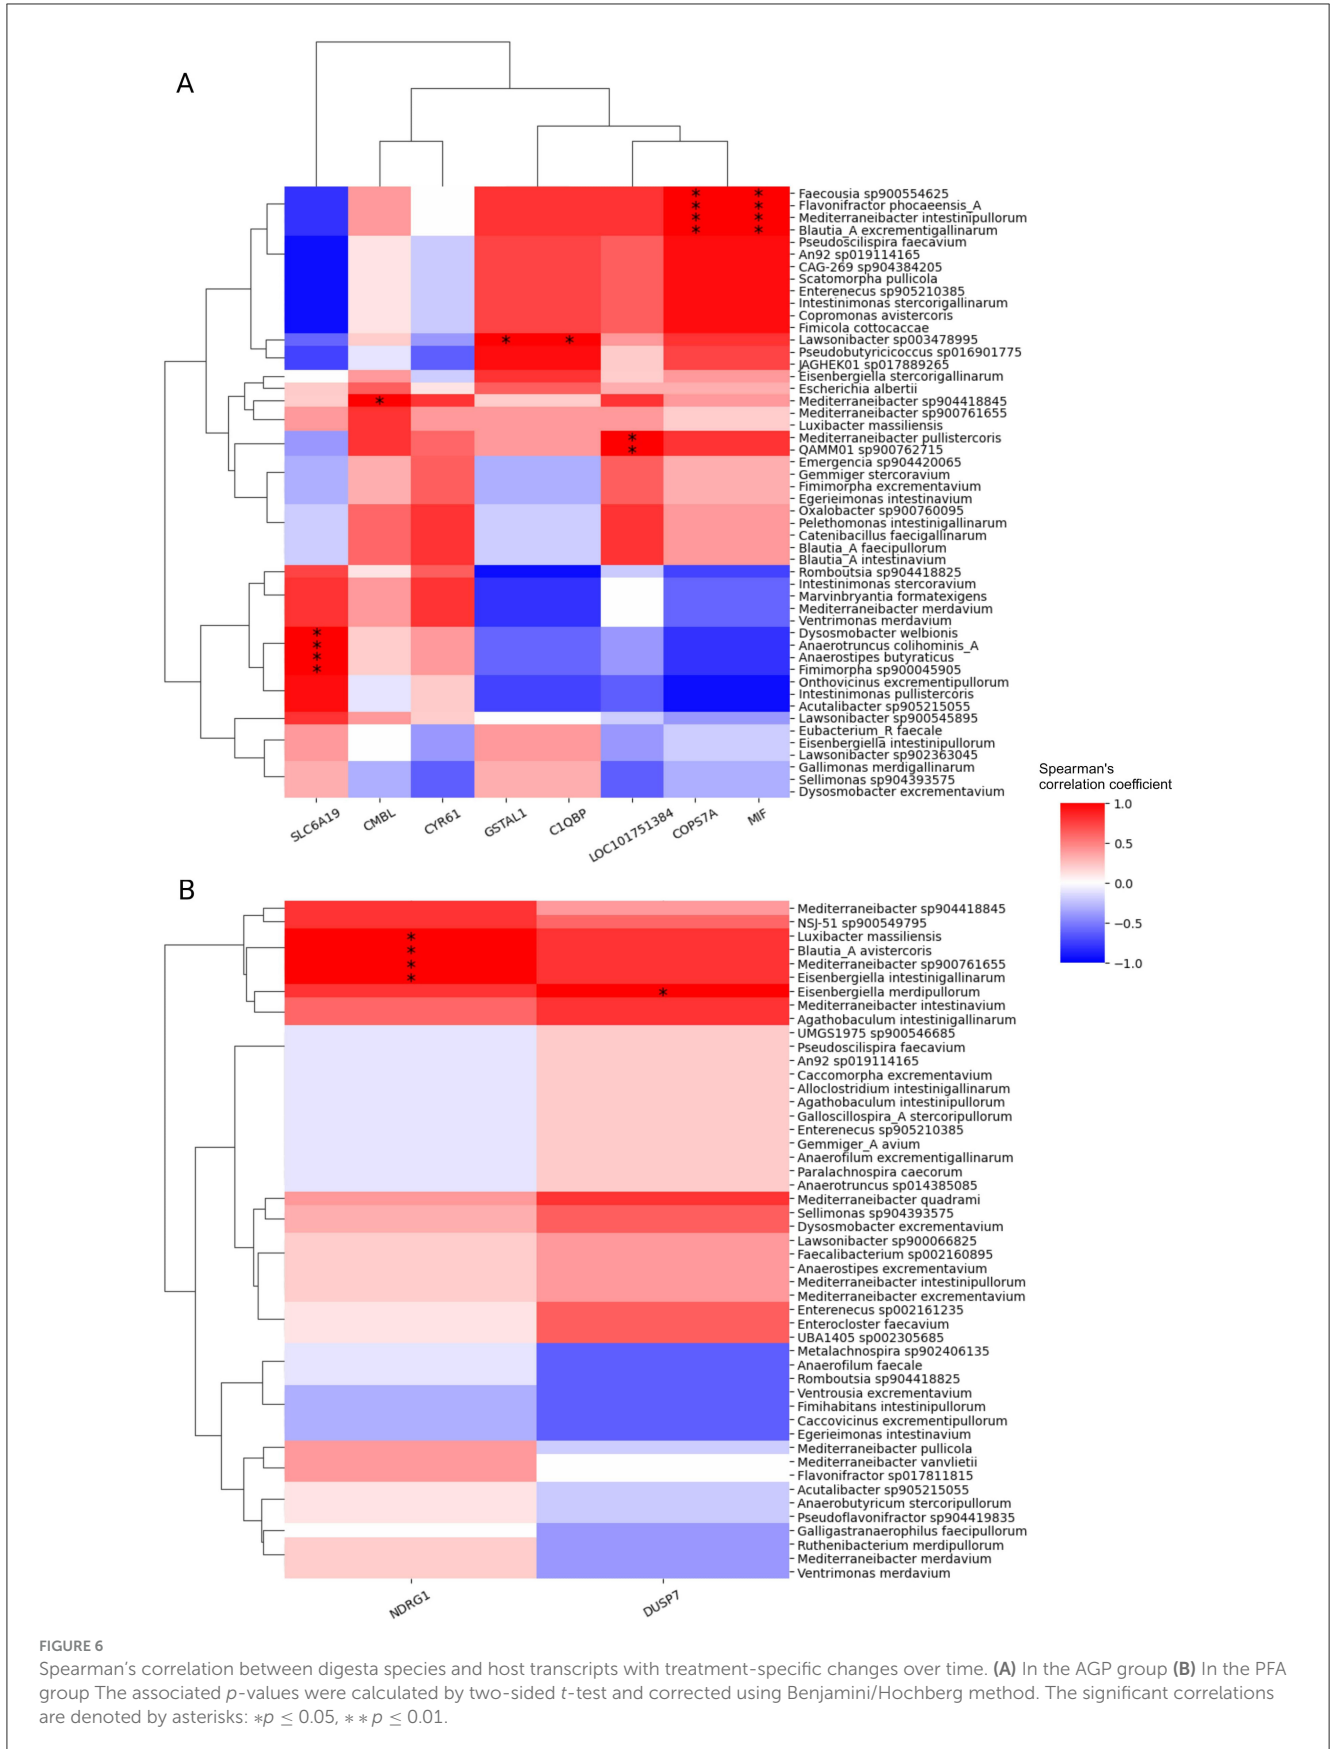 A
* *
Faecousia sp900554625
* *
Flavonifractor phocaeensis_A
* *
Mediterraneibacter intestinipullorum
* *
Blautia_A excrementigallinarum
Pseudoscilispira faecavium
An92 sp019114165
CAG-269 sp904384205
Scatomorpha pullicola
Enterenecus sp905210385
Intestinimonas stercorigallinarum
Copromonas avistercoris
Fimicola cottocaccae
* *
Lawsonibacter sp003478995
Pseudobutyricicoccus sp016901775
JAGHEK01 sp017889265
Eisenbergiella stercorigallinarum
Escherichia albertii
*
Mediterraneibacter sp904418845
Mediterraneibacter sp900761655
Luxibacter massiliensis
*
Mediterraneibacter pullistercoris
*
QAMM01 sp900762715
Emergencia sp904420065
Gemmiger stercoravium
Fimimorpha excrementavium
Egerieimonas intestinavium
Oxalobacter sp900760095
Pelethomonas intestinigallinarum
Catenibacillus faecigallinarum
Blautia_A faecipullorum
Blautia_A intestinavium
Romboutsia sp904418825
Intestinimonas stercoravium
Marvinbryantia formatexigens
Mediterraneibacter merdavium
Ventrimonas merdavium
*
Dysosmobacter welbionis
*
Anaerotruncus colihominis_A
*
Anaerostipes butyraticus
*
Fimimorpha sp900045905
Onthovicinus excrementipullorum
Intestinimonas pullistercoris
Acutalibacter sp905215055
Lawsonibacter sp900545895
Eubacterium_R faecale
Eisenbergiella intestinipullorum
Lawsonibacter sp902363045
Gallimonas merdigallinarum
Sellimonas sp904393575
Dysosmobacter excrementavium
SLC6A19 CMBL CYR61 GSTAL1 C1QBP LOC101751384 COPS7A MIF
Spearman's
correlation coefficient
1.0
0.5
0.0
−0.5
−1.0
B
Mediterraneibacter sp904418845
NSJ-51 sp900549795
*
Luxibacter massiliensis
*
Blautia_A avistercoris
*
Mediterraneibacter sp900761655
*
Eisenbergiella intestinigallinarum
*
Eisenbergiella merdipullorum
Mediterraneibacter intestinavium
Agathobaculum intestinigallinarum
UMGS1975 sp900546685
Pseudoscilispira faecavium
An92 sp019114165
Caccomorpha excrementavium
Alloclostridium intestinigallinarum
Agathobaculum intestinipullorum
Galloscillospira_A stercoripullorum
Enterenecus sp905210385
Gemmiger_A avium
Anaerofilum excrementigallinarum
Paralachnospira caecorum
Anaerotruncus sp014385085
Mediterraneibacter quadrami
Sellimonas sp904393575
Dysosmobacter excrementavium
Lawsonibacter sp900066825
Faecalibacterium sp002160895
Anaerostipes excrementavium
Mediterraneibacter intestinipullorum
Mediterraneibacter excrementavium
Enterenecus sp002161235
Enterocloster faecavium
UBA1405 sp002305685
Metalachnospira sp902406135
Anaerofilum faecale
Romboutsia sp904418825
Ventrousia excrementavium
Fimihabitans intestinipullorum
Caccovicinus excrementipullorum
Egerieimonas intestinavium
Mediterraneibacter pullicola
Mediterraneibacter vanvlietii
Flavonifractor sp017811815
Acutalibacter sp905215055
Anaerobutyricum stercoripullorum
Pseudoflavonifractor sp904419835
Galligastranaerophilus faecipullorum
Ruthenibacterium merdipullorum
Mediterraneibacter merdavium
Ventrimonas merdavium
NDRG1 DUSP7
FIGURE 6
Spearman's correlation between digesta species and host transcripts with treatment-specific changes over time. (A) In the AGP group (B) In the PFA
group The associated p-values were calculated by two-sided t-test and corrected using Benjamini/Hochberg method. The significant correlations
are denoted by asterisks: ∗p ≤ 0.05, ∗ ∗ p ≤ 0.01.